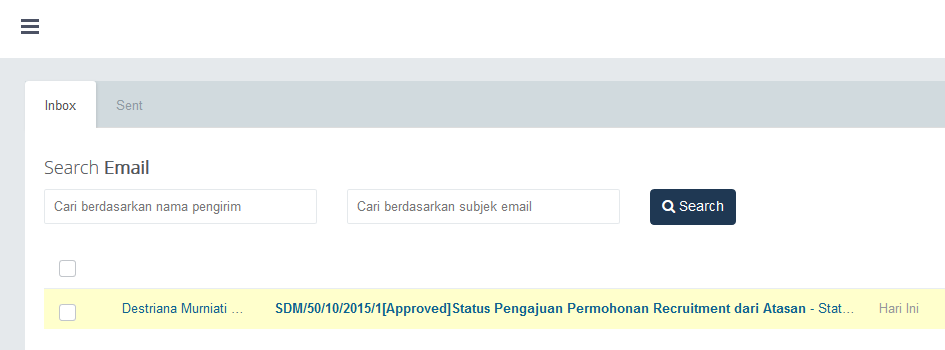 Inbox
Sent
Search Email
Cari berdasarkan nama pengirim
Cari berdasarkan subjek email
Search
Destriana Murniati ...
SDM/50/10/2015/1[Approved]Status Pengajuan Permohonan Recruitment dari Atasan - Stat...
Hari Ini